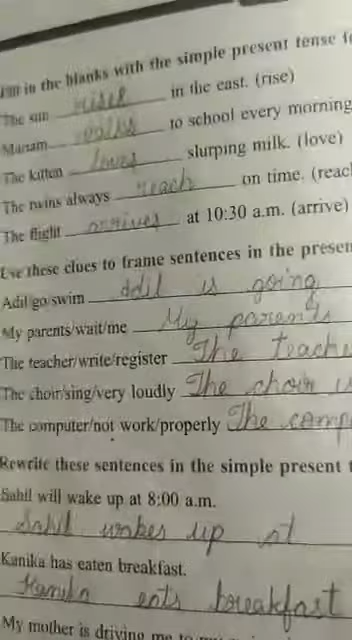 in the blanks with the simple present tense
The sun rises in the east. (rise)
Mariam walks to school every morning
The kitten loves slurping milk. (love)
The twins always reach on time. (reac
The flight arrives at 10:30 a.m. (arrive)
Use these clues to frame sentences in the presen
Adil/go/swim Adil is going
My parents/wait/me My parents
The teacher/write/register The teache
The choir/sing/very loudly The choir is
The computer/not work/properly The comp
Rewrite these sentences in the simple present
Sahil will wake up at 8:00 a.m.
Sahil wakes up at
Kanika has eaten breakfast.
Kanika eats breakfast
My mother is driving me to